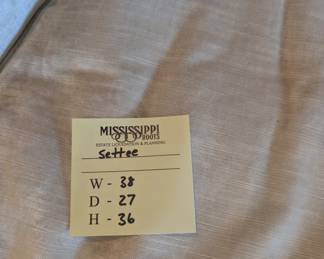 MISSISSIPPI
ROOTS
ESTATE LIQUIDATION & PLANNING
Settee
W - 38
D - 27
H - 36